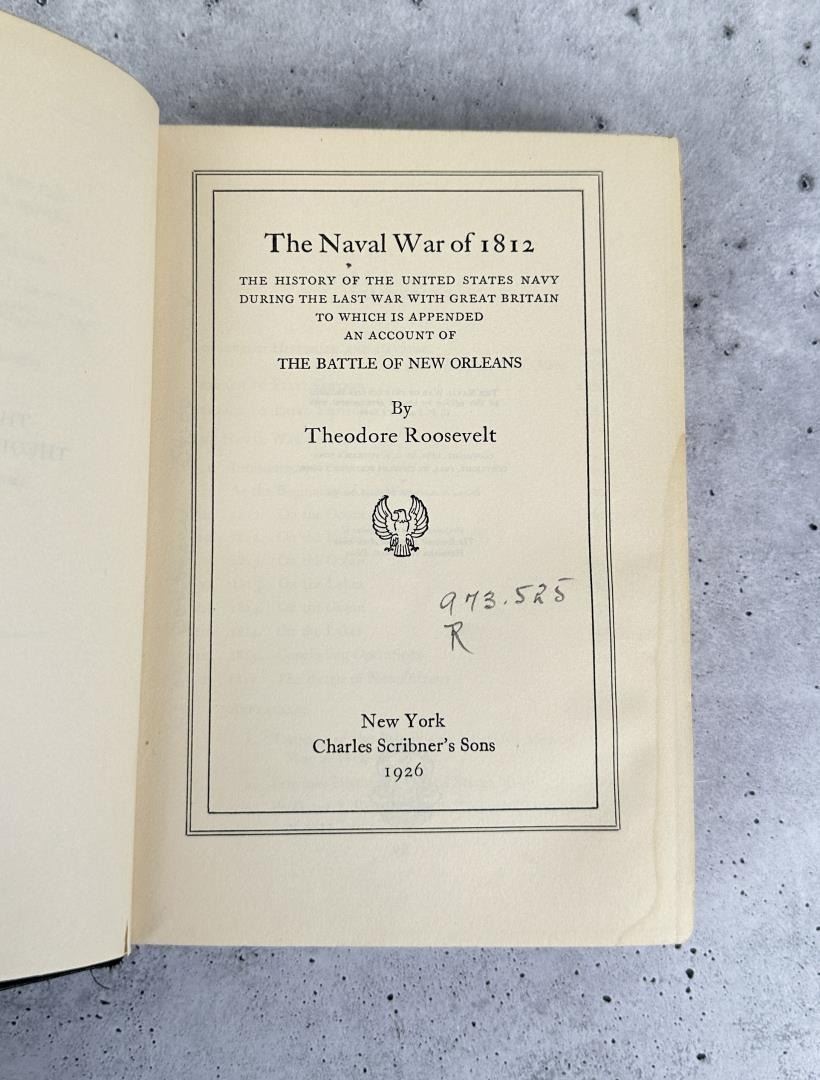 The Naval War of 1812
THE HISTORY OF THE UNITED STATES NAVY
DURING THE LAST WAR WITH GREAT BRITAIN
TO WHICH IS APPENDED
AN ACCOUNT OF
THE BATTLE OF NEW ORLEANS
By
Theodore Roosevelt
973.525
R
New York
Charles Scribner's Sons
1926